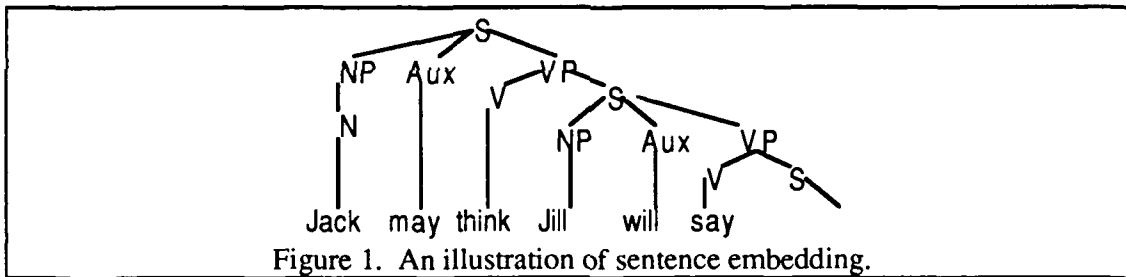 S
NP Aux VP
V S
N NP Aux VP
V S
Jack may think Jill will say
Figure 1. An illustration of sentence embedding.